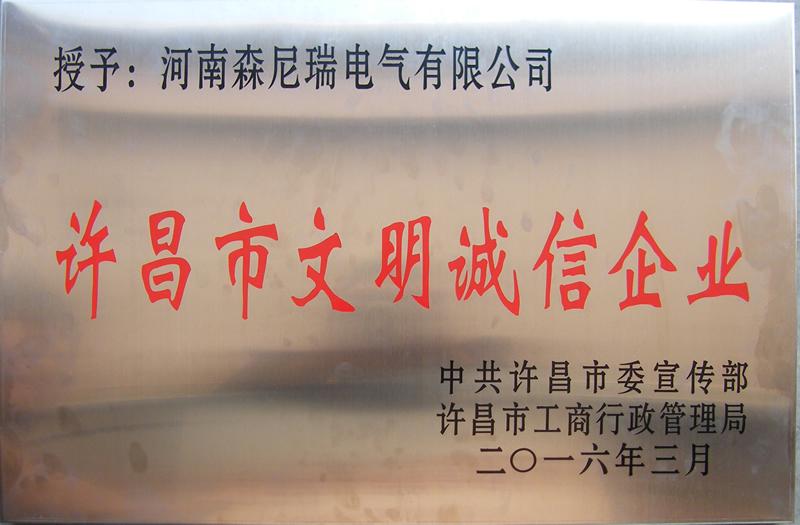 授予：河南森尼瑞电气有限公司
许昌市文明诚信企业
中共许昌市委宣传部
许昌市工商行政管理局
二〇一六年三月